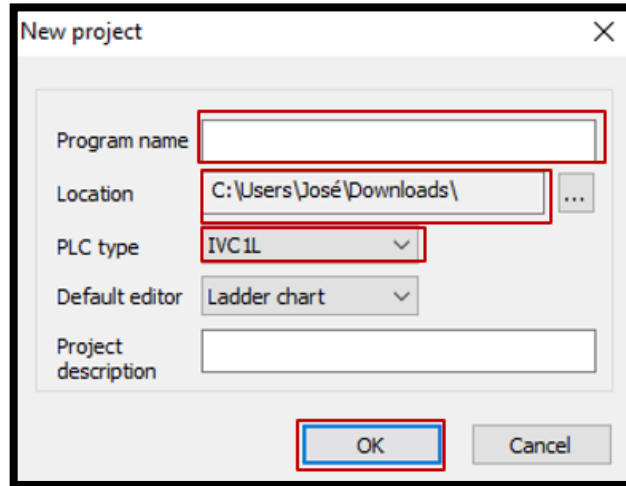 New project
Program name
Location C:\Users\José\Downloads\ ...
PLC type IVC1L
Default editor Ladder chart
Project
description
OK Cancel